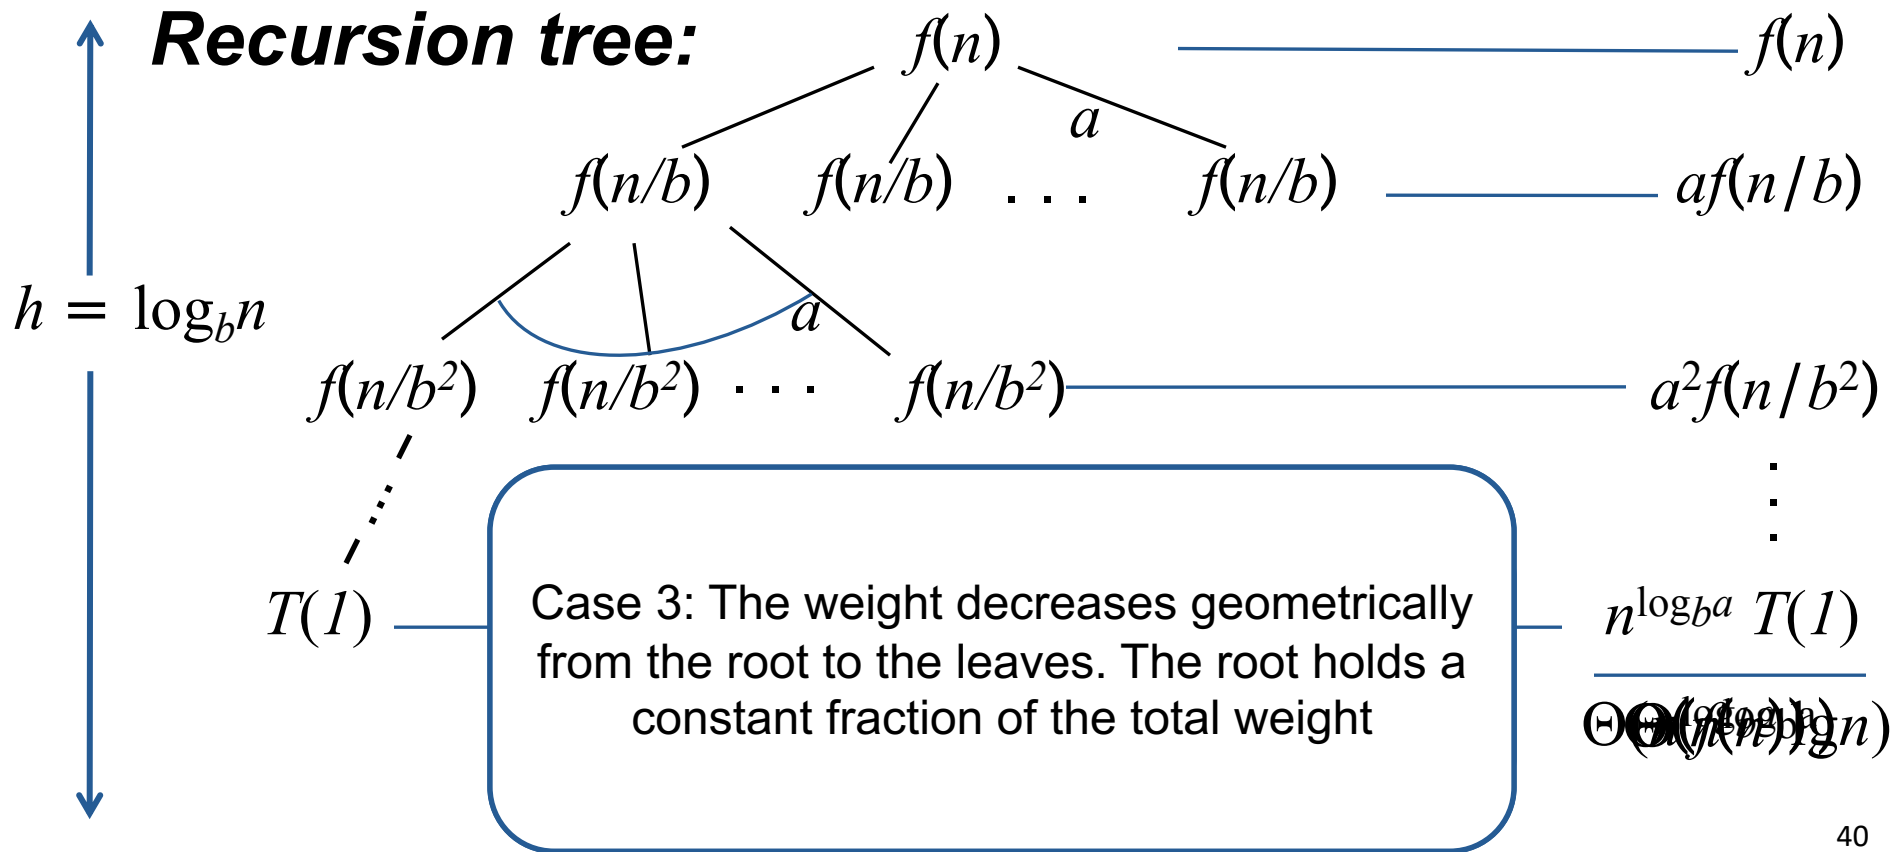 Recursion tree: f(n) f(n)
a
f(n/b) f(n/b) . . . f(n/b) af(n/b)
h = log_b n
a
f(n/b²) f(n/b²) . . . f(n/b²) a²f(n/b²)
T(1) n^{log_b a} T(1)
Case 3: The weight decreases geometrically
from the root to the leaves. The root holds a
constant fraction of the total weight
40